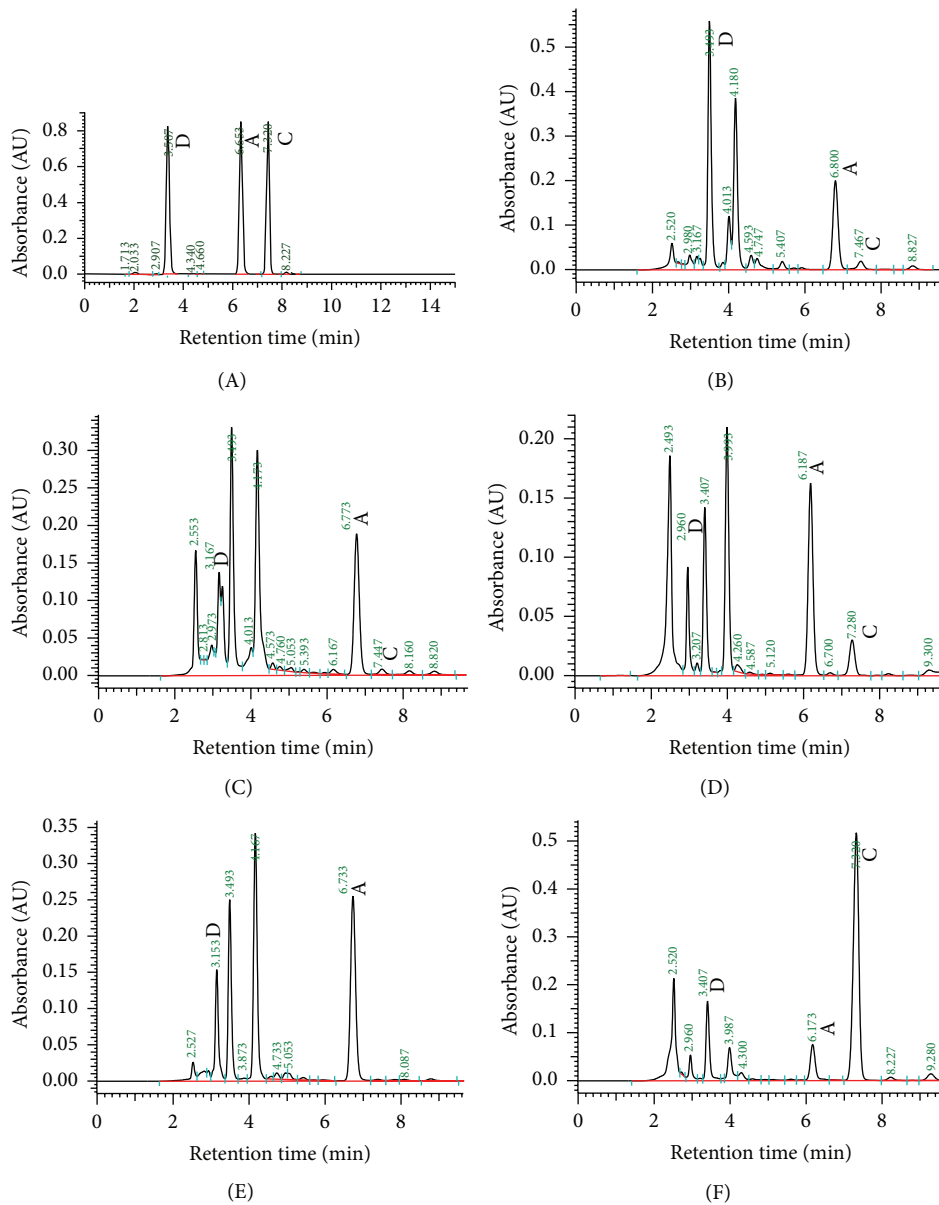 Absorbance (AU)
0.8
0.6
0.4
0.2
0.0
1.713
2.033
2.907
D
4.340
4.660
6.653
A
7.320
C
8.227
0 2 4 6 8 10 12 14
Retention time (min)
(A)
Absorbance (AU)
0.5
0.4
0.3
0.2
0.1
0.0
2.520
2.980
3.167
3.493
D
4.013
4.180
4.593
4.747
5.407
6.800
A
7.467
C
8.827
0 2 4 6 8
Retention time (min)
(B)
Absorbance (AU)
0.30
0.25
0.20
0.15
0.10
0.05
0.00
2.553
2.813
2.973
3.167
D
3.493
4.013
4.173
4.573
4.760
5.053
5.393
6.167
6.773
A
7.447
C
8.160
8.820
0 2 4 6 8
Retention time (min)
(C)
Absorbance (AU)
0.20
0.15
0.10
0.05
0.00
2.493
2.960
D
3.207
3.407
3.993
4.260
4.587
5.120
6.187
A
6.700
7.280
C
9.300
0 2 4 6 8
Retention time (min)
(D)
Absorbance (AU)
0.35
0.30
0.25
0.20
0.15
0.10
0.05
0.00
2.527
3.153
D
3.493
3.873
4.167
4.733
5.053
6.733
A
8.087
0 2 4 6 8
Retention time (min)
(E)
Absorbance (AU)
0.5
0.4
0.3
0.2
0.1
0.0
2.520
2.960
3.407
D
3.987
4.300
6.173
A
7.320
C
8.227
9.280
0 2 4 6 8
Retention time (min)
(F)